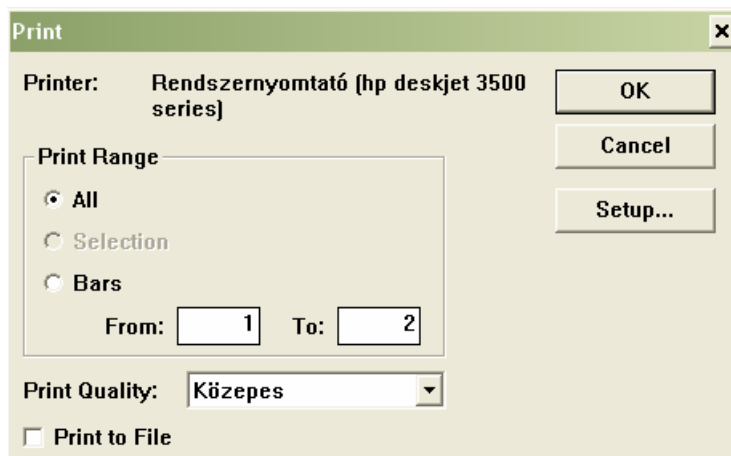 Print
Printer: Rendszernyomtató (hp deskjet 3500
series)
OK
Cancel
Setup...
Print Range
All
Selection
Bars
From: 1 To: 2
Print Quality: Közepes
Print to File